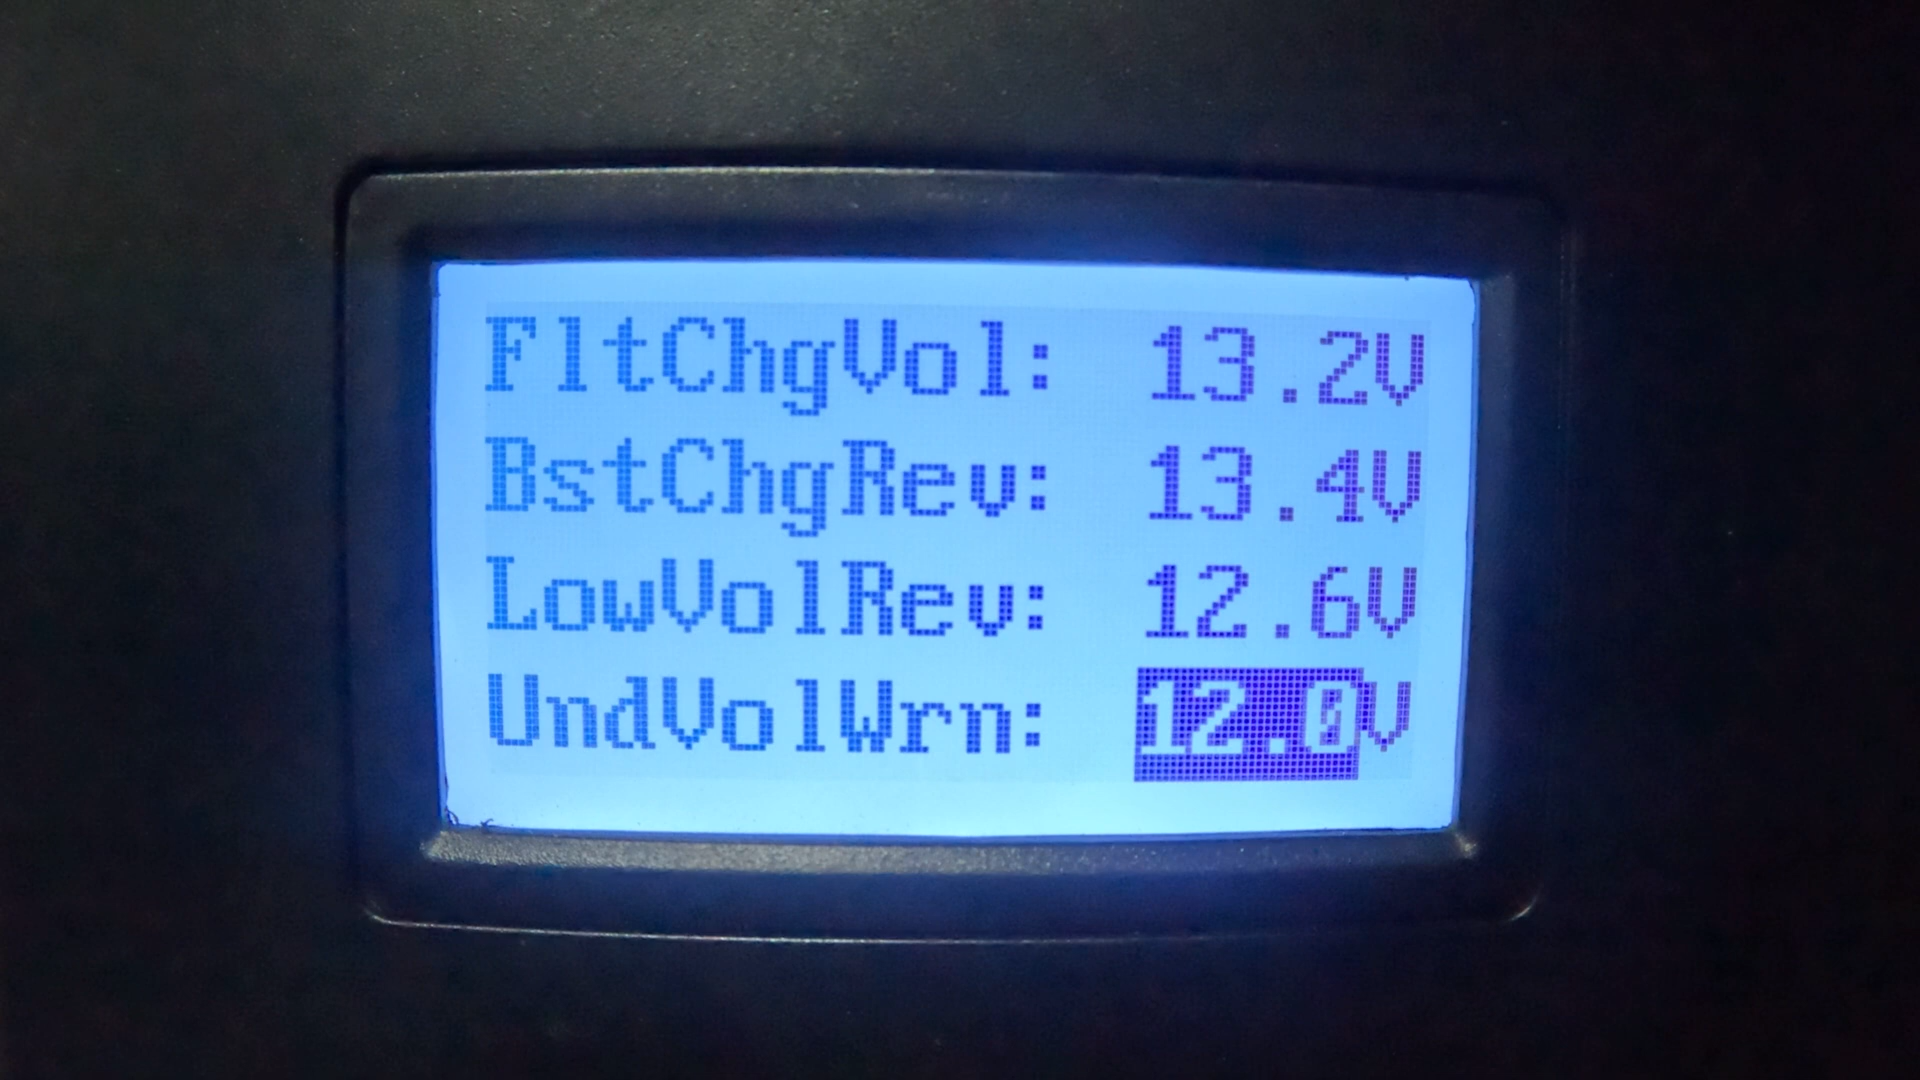 FltChgVol: 13.2V
BstChgRev: 13.4V
LowVolRev: 12.6V
UndVolWrn: 12.0V